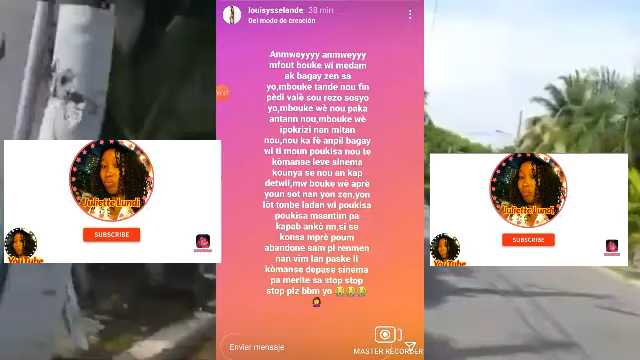 louisysselande 38 min
Del modo de creación
Anmweyyyy anmweyyy
mfout bouke wi medam
ak bagay zen sa
yo,mbouke tande nou fin
pèdi valè sou rezo sosyo
yo,mbouke wè nou paka
antann nou,mbouke wè
ipokrizi nan mitan
nou,nou ka fè anpil bagay
wi ti moun poukisa nou te
kòmanse leve sinema
kounya se nou an kap
detwil,mw bouke wè aprè
youn sot nan yon zen,yon
lòt tonbe ladan wi poukisa
poukisa msantim pa
kapab ankò nn,si se
konsa mprè poum
abandone sam pi renmen
nan vim lan paske li
kòmanse depase sinema
pa merite sa stop stop
stop plz bbm yo 😭😭😭
🤦‍♀️
Enviar mensaje
MASTER RECORDER
Juliette Lundi
SUBSCRIBE
YouTube
Juliette Lundi
SUBSCRIBE
YouTube